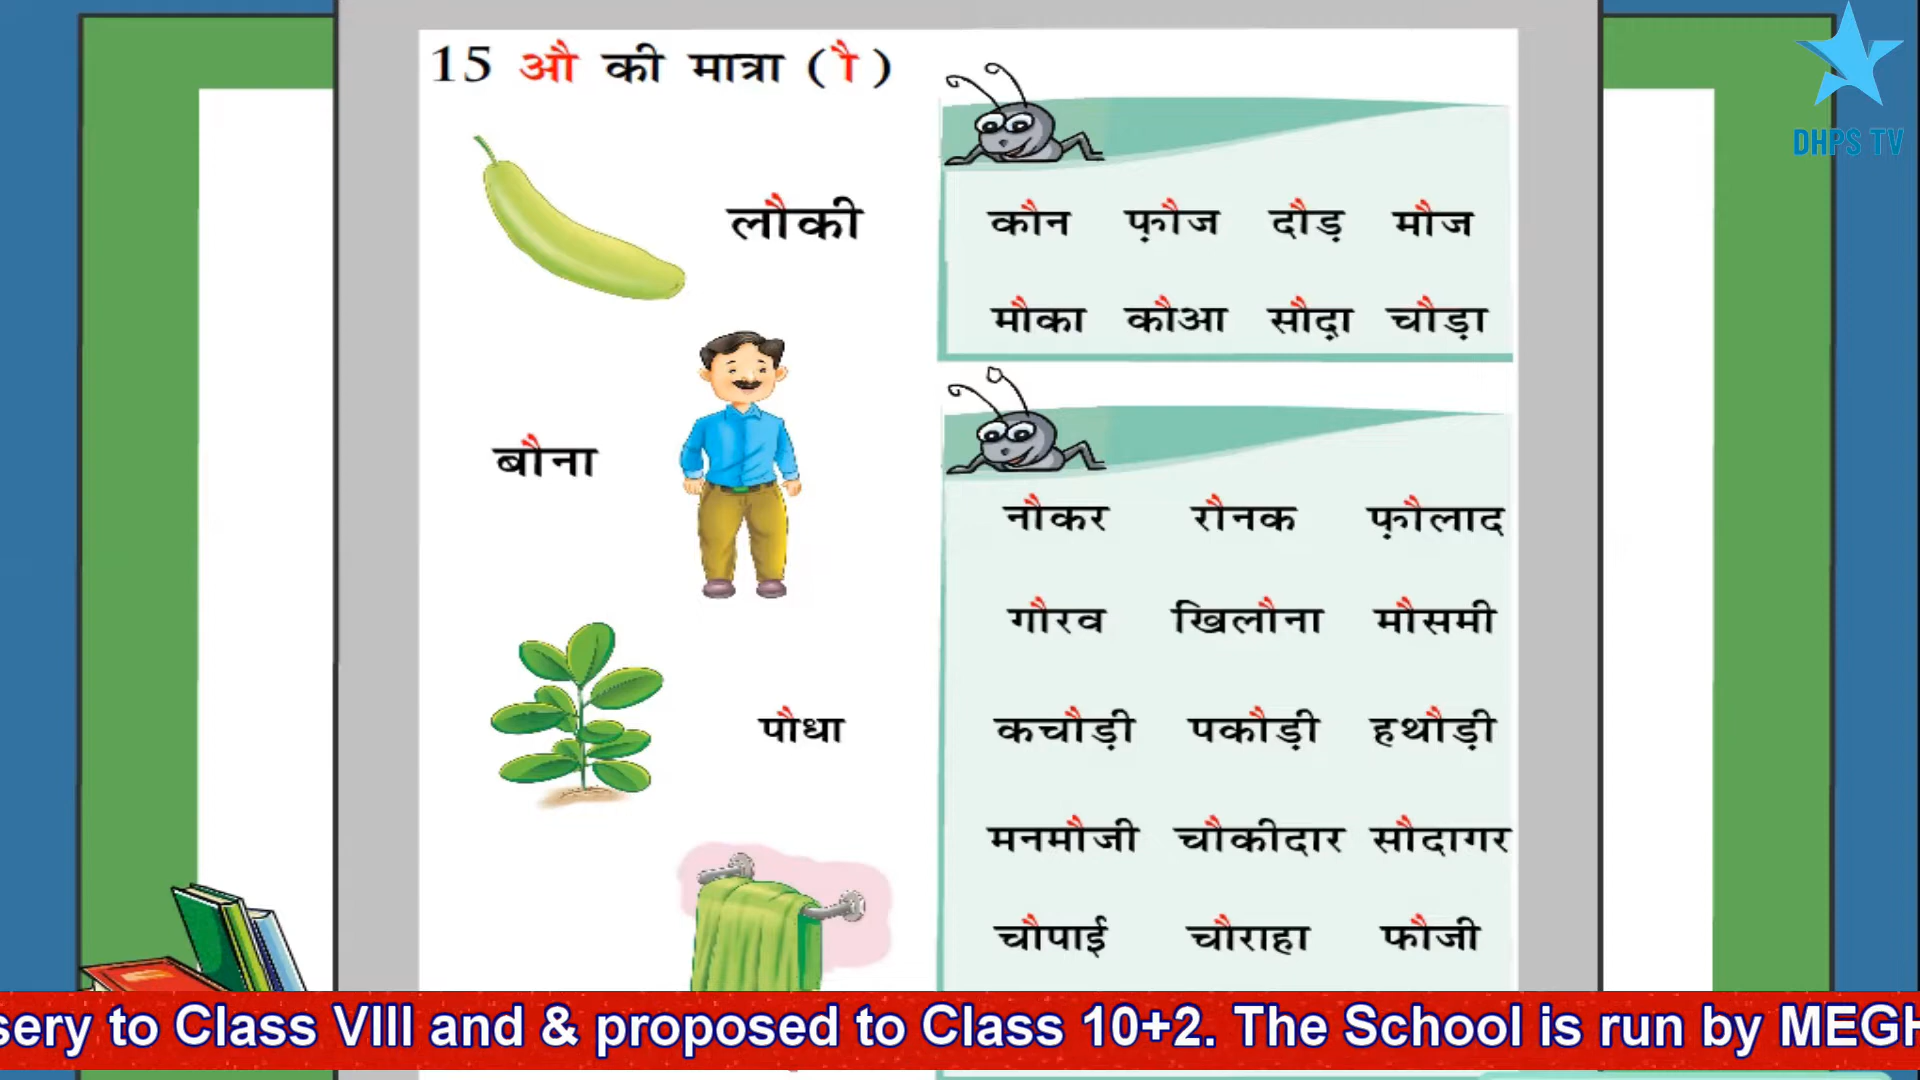 15 औ की मात्रा (ौ)
लौकी
बौना
पौधा
कौन फ़ौज दौड़ मौज
मौका कौआ सौद़ा चौड़ा
नौकर रौनक फ़ौलाद
गौरव खिलौना मौसमी
कचौड़ी पकौड़ी हथौड़ी
मनमौजी चौकीदार सौदागर
चौपाई चौराहा फौजी
DHPS TV
sery to Class VIII and & proposed to Class 10+2. The School is run by MEGH